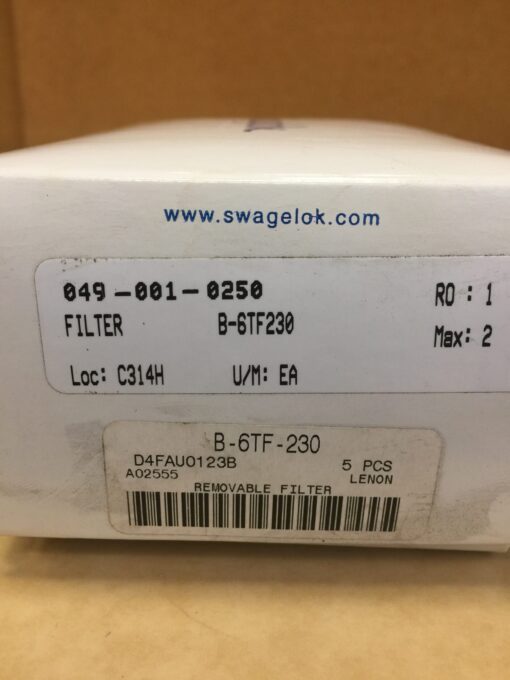 www.swagelok.com
049-001-0250 RO : 1
FILTER B-6TF230 Max: 2
Loc: C314H U/M: EA
B-6TF-230
D4FAU0123B 5 PCS
A02555 LENON
REMOVABLE FILTER